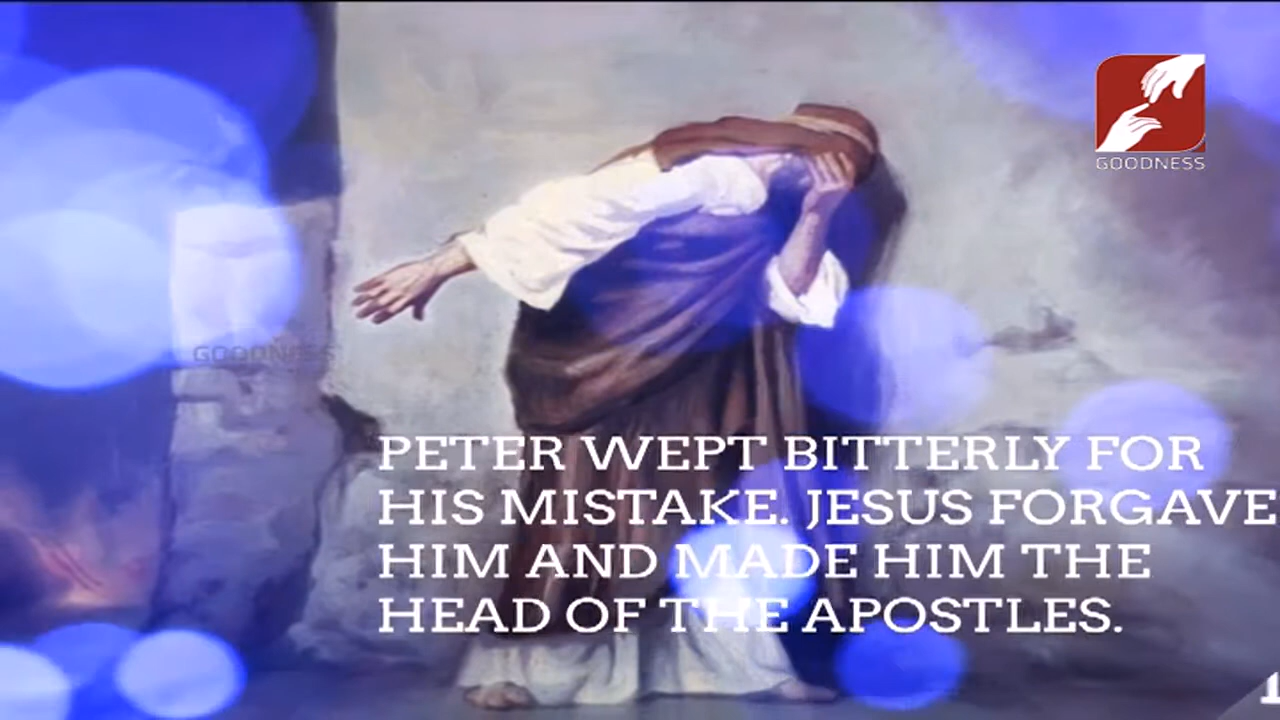 GOODNESS
GOODNESS
PETER WEPT BITTERLY FOR
HIS MISTAKE. JESUS FORGAVE
HIM AND MADE HIM THE
HEAD OF THE APOSTLES.
1